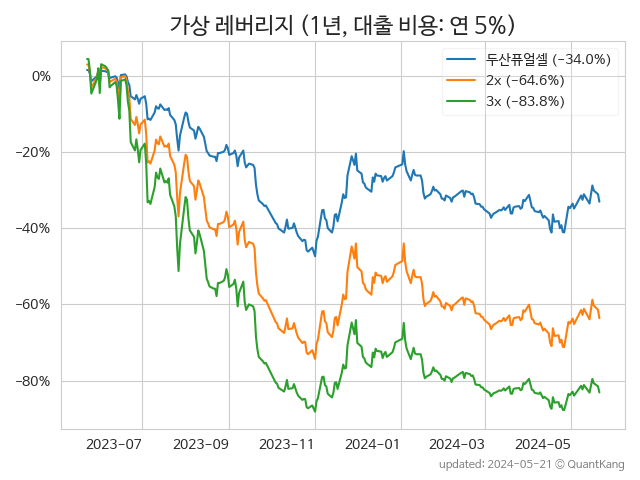 가상 레버리지 (1년, 대출 비용: 연 5%)
두산퓨얼셀 (−34.0%)
2x (−64.6%)
3x (−83.8%)
0%
−20%
−40%
−60%
−80%
2023−07 2023−09 2023−11 2024−01 2024−03 2024−05
updated: 2024−05−21 © QuantKang